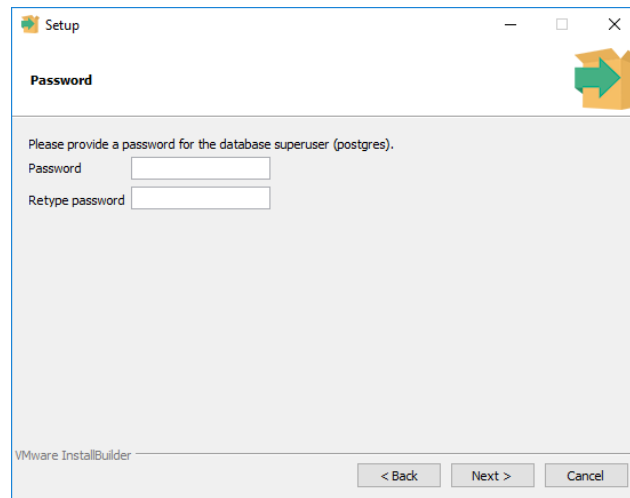 Setup
Password
Please provide a password for the database superuser (postgres).
Password
Retype password
VMware InstallBuilder
< Back Next > Cancel